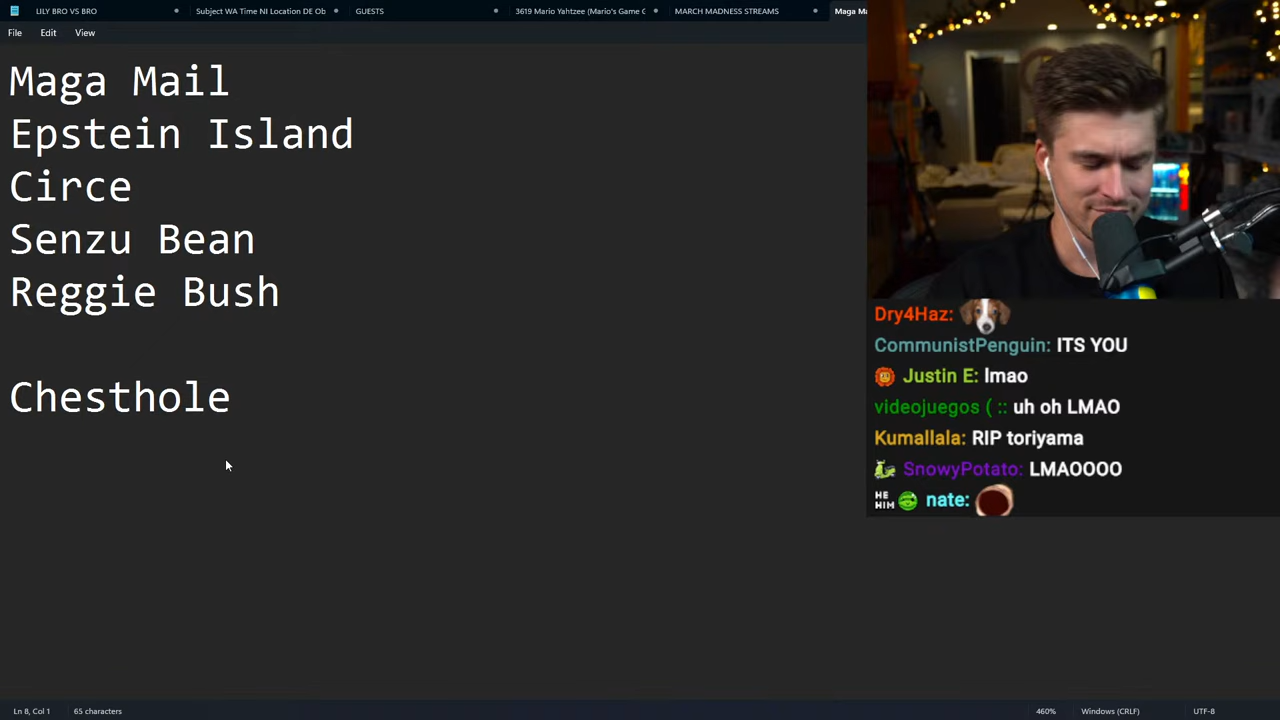 LILY BRO VS BRO
Subject WA Time NI Location DE Ob
GUESTS
3619 Mario Yahtzee (Mario's Game G
MARCH MADNESS STREAMS
Maga Ma
File Edit View
Maga Mail
Epstein Island
Circe
Senzu Bean
Reggie Bush
Chesthole
Dry4Haz:
CommunistPenguin: ITS YOU
Justin E: lmao
videojuegos ( :: uh oh LMAO
Kumallala: RIP toriyama
SnowyPotato: LMAOOOO
HE HIM nate:
Ln 8, Col 1
65 characters
460%
Windows (CRLF)
UTF-8